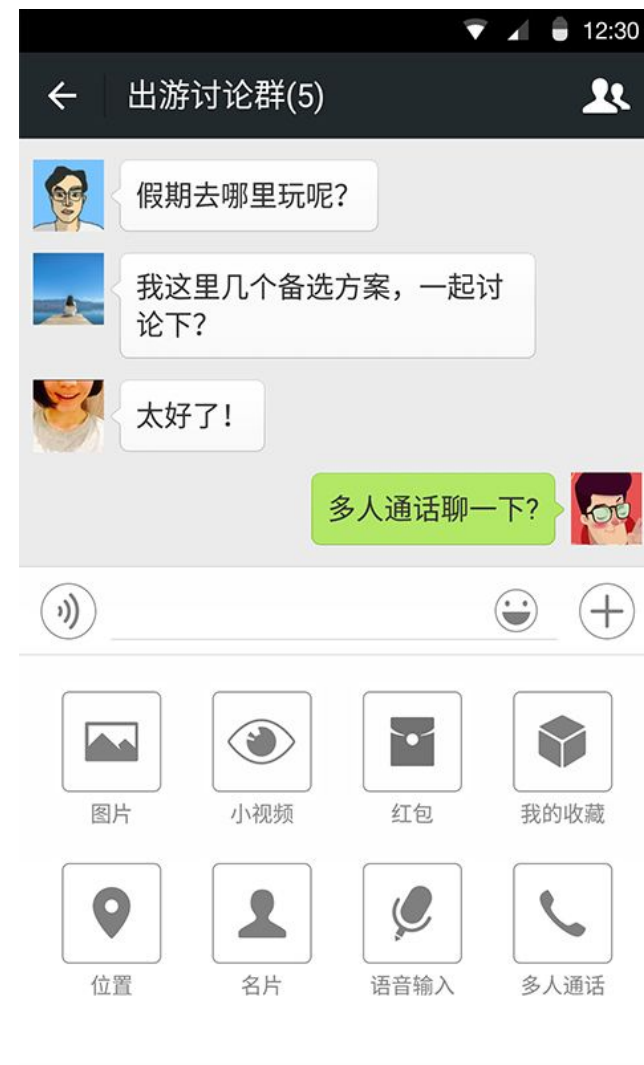 12:30
出游讨论群(5)
假期去哪里玩呢?
我这里几个备选方案，一起讨
论下?
太好了!
多人通话聊一下?
图片 小视频 红包 我的收藏
位置 名片 语音输入 多人通话